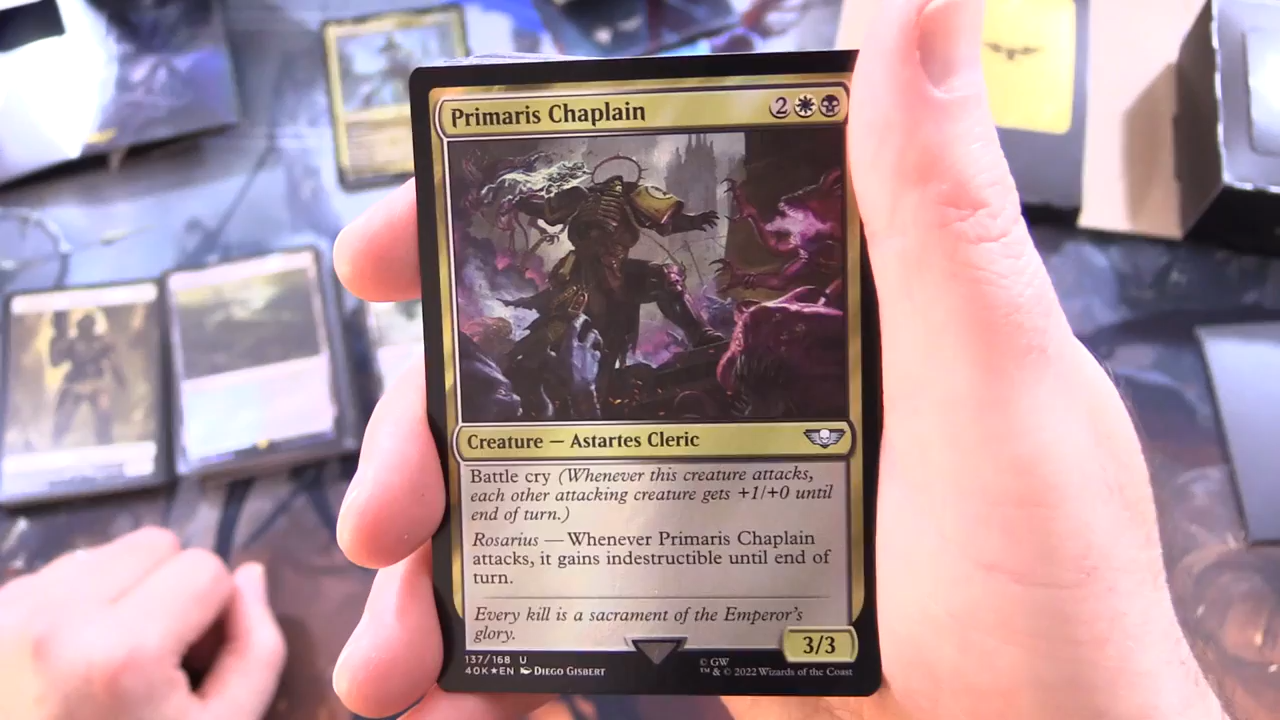 Primaris Chaplain 2
Creature — Astartes Cleric
Battle cry (Whenever this creature attacks,
each other attacking creature gets +1/+0 until
end of turn.)
Rosarius — Whenever Primaris Chaplain
attacks, it gains indestructible until end of
turn.
Every kill is a sacrament of the Emperor's
glory.
3/3
137/168 U
40K★EN Diego Gisbert
© GW
™ & © 2022 Wizards of the Coast